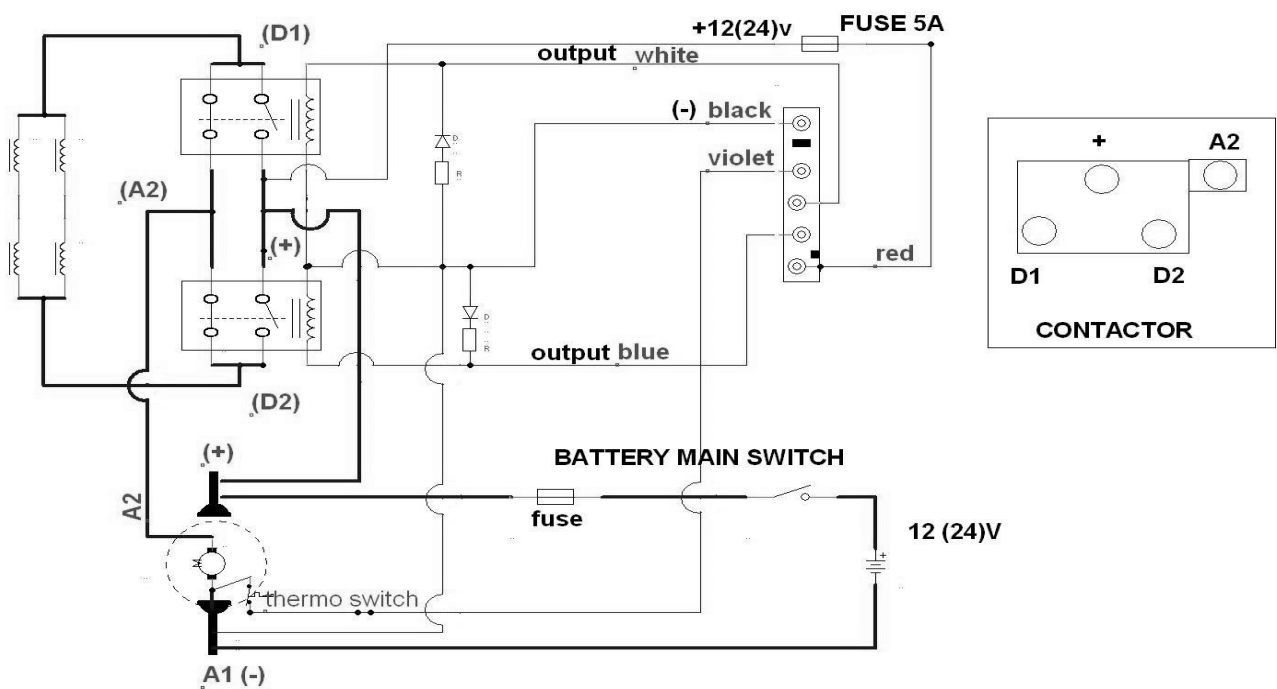 (D1)
+12(24)v
FUSE 5A
output white
(-) black
violet
(A2)
(+)
red
output blue
(D2)
D
R
D
R
+
A2
D1
D2
CONTACTOR
(+)
A2
BATTERY MAIN SWITCH
fuse
12 (24)V
+
M
thermo switch
A1 (-)